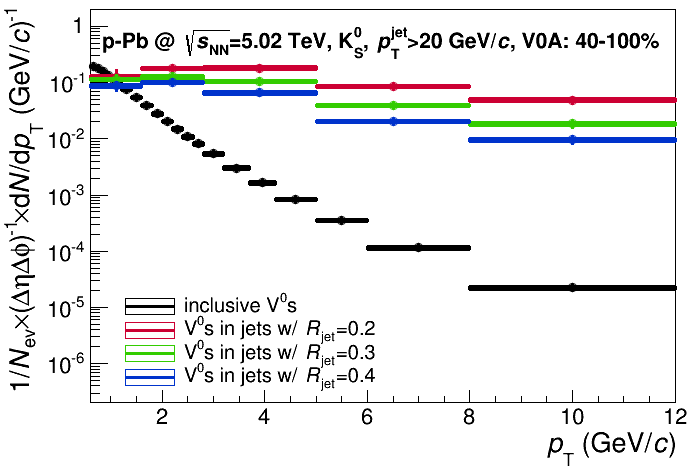 p-Pb @ √sNN=5.02 TeV, K⁰S, pTjet>20 GeV/c, V0A: 40-100%
1/Nev×(ΔηΔϕ)⁻¹×dN/dpT (GeV/c)⁻¹
1
10⁻¹
10⁻²
10⁻³
10⁻⁴
10⁻⁵
10⁻⁶
inclusive V⁰s
V⁰s in jets w/ Rjet=0.2
V⁰s in jets w/ Rjet=0.3
V⁰s in jets w/ Rjet=0.4
2 4 6 8 10 12
pT (GeV/c)